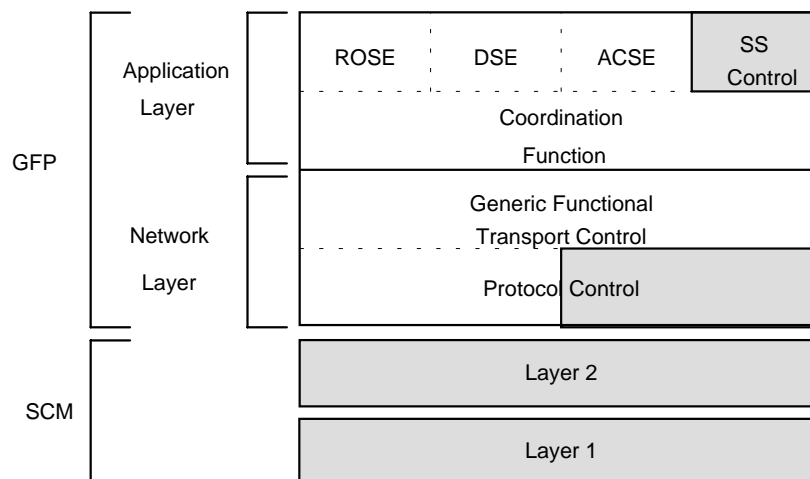 GFP
Application
Layer
ROSE
DSE
ACSE
SS
Control
Coordination
Function
Network
Layer
Generic Functional
Transport Control
Protocol Control
SCM
Layer 2
Layer 1